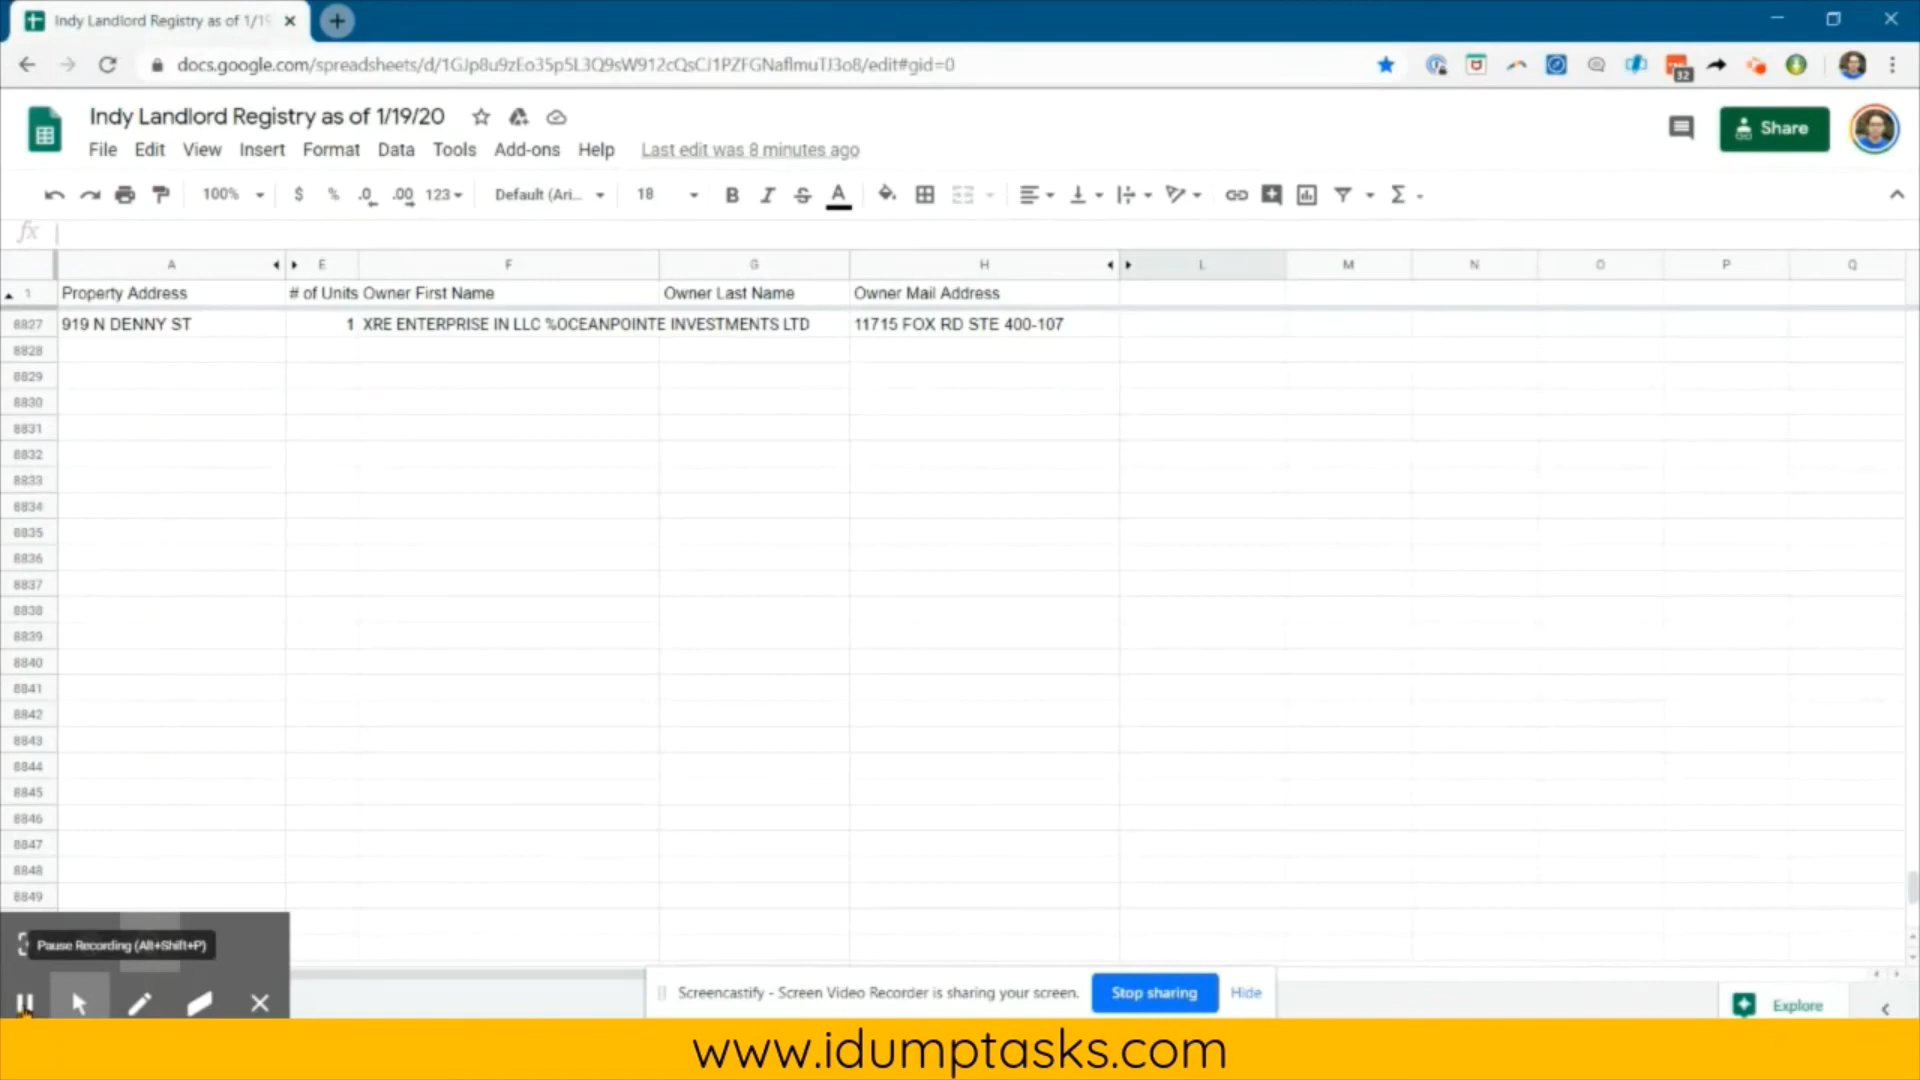 Indy Landlord Registry as of 1/19
docs.google.com/spreadsheets/d/1GJp8u9zEo35p5L3Q9sW912cQsCJ1PZFGNaflmuTJ3o8/edit#gid=0
32
Indy Landlord Registry as of 1/19/20
Share
File Edit View Insert Format Data Tools Add-ons Help Last edit was 8 minutes ago
100% $ % .0 .00 123 Default (Ari... 18 B I S A Σ
fx
A E F G H L M N O P Q
1 Property Address # of Units Owner First Name Owner Last Name Owner Mail Address
8827 919 N DENNY ST 1 XRE ENTERPRISE IN LLC %OCEANPOINTE INVESTMENTS LTD 11715 FOX RD STE 400-107
8828
8829
8830
8831
8832
8833
8834
8835
8836
8837
8838
8839
8840
8841
8842
8843
8844
8845
8846
8847
8848
8849
Pause Recording (Alt+Shift+P)
Screencastify - Screen Video Recorder is sharing your screen. Stop sharing Hide
Explore
www.idumptasks.com